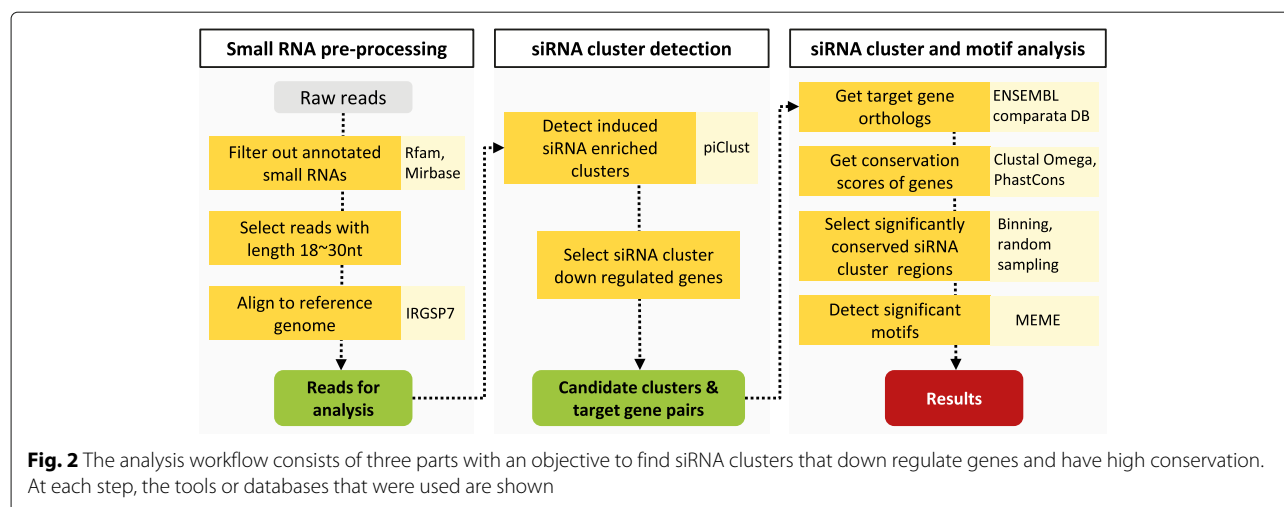 Small RNA pre-processing
Raw reads
Filter out annotated
small RNAs
Rfam,
Mirbase
Select reads with
length 18~30nt
Align to reference
genome
IRGSP7
Reads for
analysis
siRNA cluster detection
Detect induced
siRNA enriched
clusters
piClust
Select siRNA cluster
down regulated genes
Candidate clusters &
target gene pairs
siRNA cluster and motif analysis
Get target gene
orthologs
ENSEMBL
comparata DB
Get conservation
scores of genes
Clustal Omega,
PhastCons
Select significantly
conserved siRNA
cluster regions
Binning,
random
sampling
Detect significant
motifs
MEME
Results
Fig. 2 The analysis workflow consists of three parts with an objective to find siRNA clusters that down regulate genes and have high conservation.
At each step, the tools or databases that were used are shown